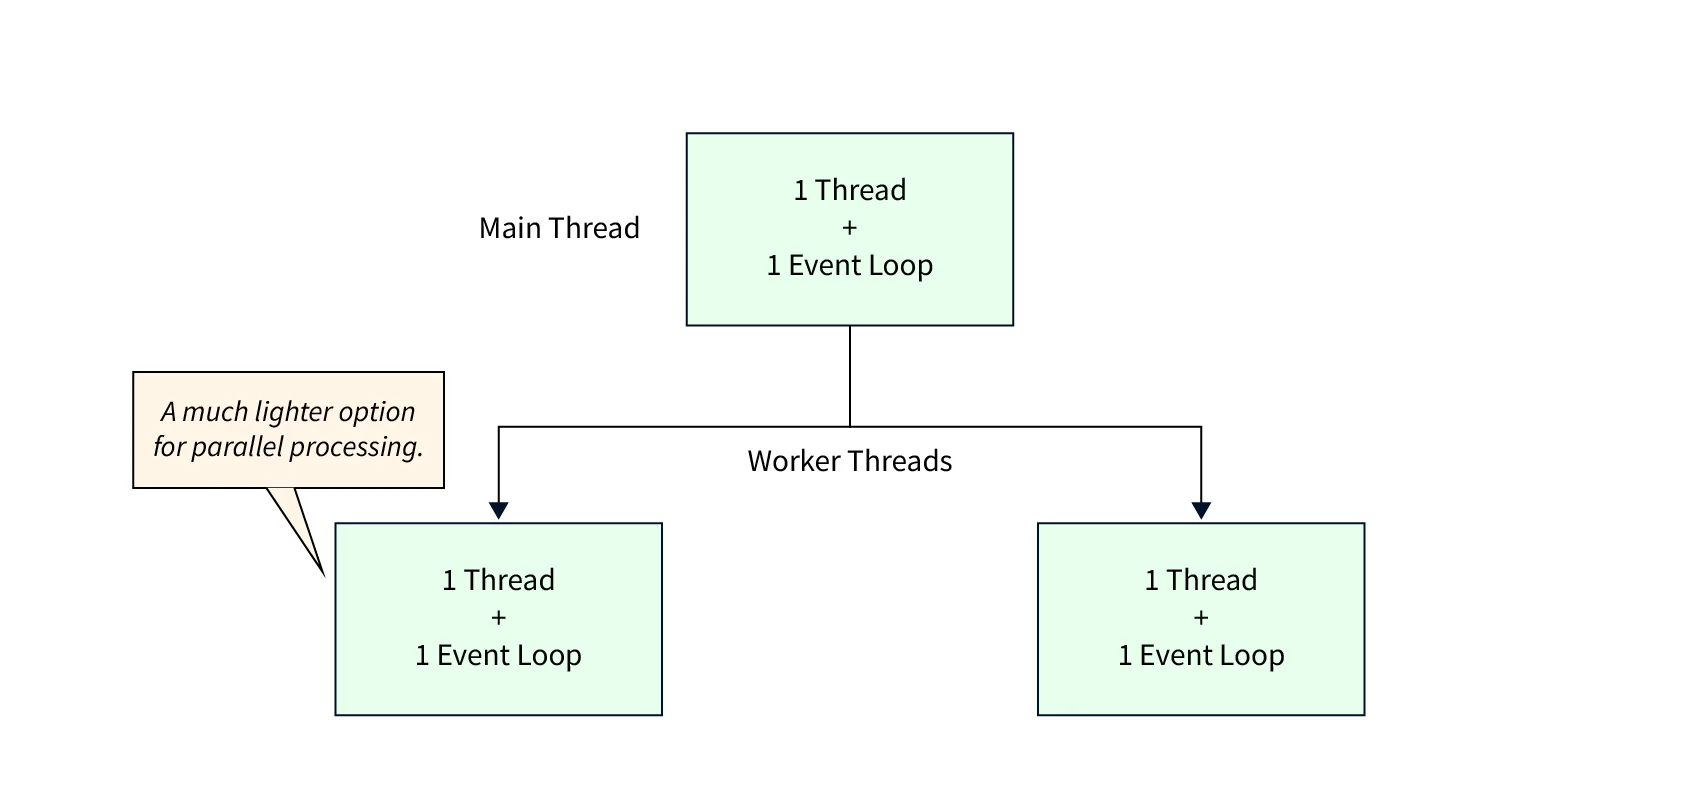 1 Thread
+
1 Event Loop
Main Thread
A much lighter option
for parallel processing.
Worker Threads
1 Thread
+
1 Event Loop
1 Thread
+
1 Event Loop